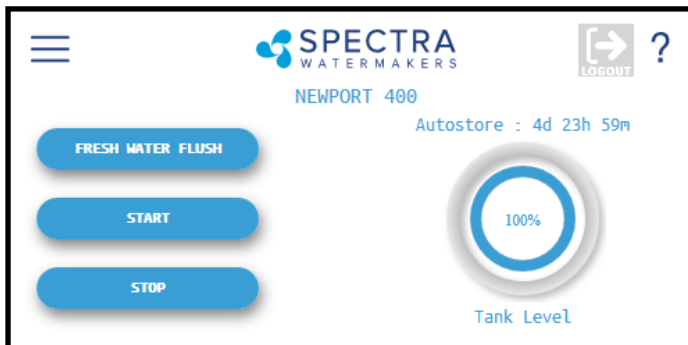 SPECTRA
WATERMAKERS
LOGOUT
?
NEWPORT 400
Autostore : 4d 23h 59m
FRESH WATER FLUSH
START
100%
STOP
Tank Level